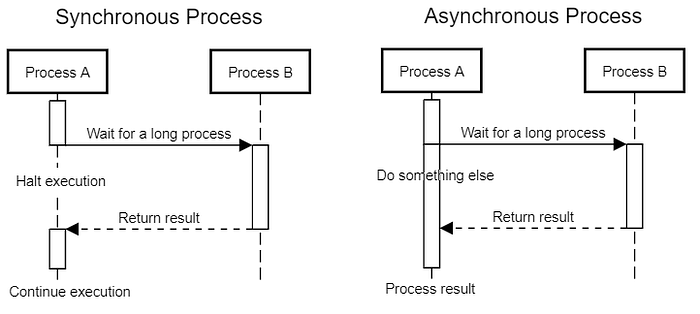 Synchronous Process
Asynchronous Process
Process A
Process B
Process A
Process B
Wait for a long process
Wait for a long process
Halt execution
Do something else
Return result
Return result
Continue execution
Process result